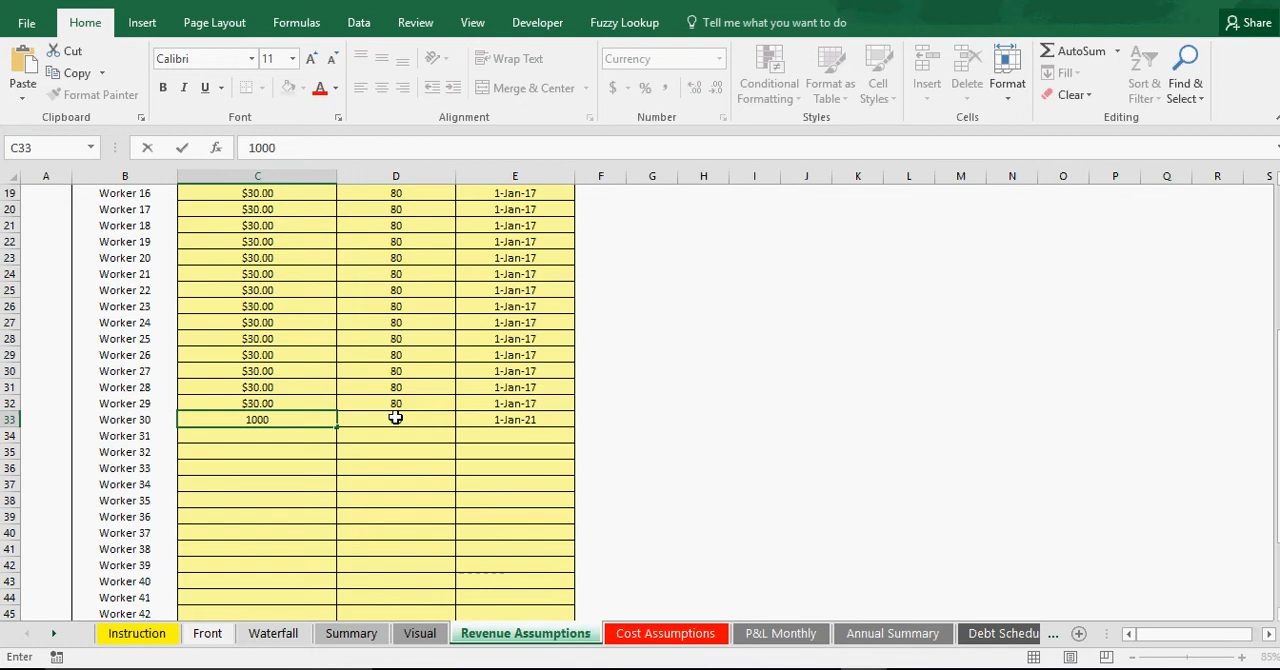 File Home Insert Page Layout Formulas Data Review View Developer Fuzzy Lookup Tell me what you want to do Share
Paste Cut Copy Format Painter Clipboard
Calibri 11 A A B I U A Font
Wrap Text Merge & Center Alignment
Currency $ % , Number
Conditional Formatting Format as Table Cell Styles Styles
Insert Delete Format Cells
AutoSum Fill Clear Sort & Filter Find & Select Editing
C33 fx 1000
A B C D E F G H I J K L M N O P Q R S
19 Worker 16 $30.00 80 1-Jan-17
20 Worker 17 $30.00 80 1-Jan-17
21 Worker 18 $30.00 80 1-Jan-17
22 Worker 19 $30.00 80 1-Jan-17
23 Worker 20 $30.00 80 1-Jan-17
24 Worker 21 $30.00 80 1-Jan-17
25 Worker 22 $30.00 80 1-Jan-17
26 Worker 23 $30.00 80 1-Jan-17
27 Worker 24 $30.00 80 1-Jan-17
28 Worker 25 $30.00 80 1-Jan-17
29 Worker 26 $30.00 80 1-Jan-17
30 Worker 27 $30.00 80 1-Jan-17
31 Worker 28 $30.00 80 1-Jan-17
32 Worker 29 $30.00 80 1-Jan-17
33 Worker 30 1000 1-Jan-21
34 Worker 31
35 Worker 32
36 Worker 33
37 Worker 34
38 Worker 35
39 Worker 36
40 Worker 37
41 Worker 38
42 Worker 39
43 Worker 40
44 Worker 41
45 Worker 42
Instruction Front Waterfall Summary Visual Revenue Assumptions Cost Assumptions P&L Monthly Annual Summary Debt Schedu ...
Enter 85%